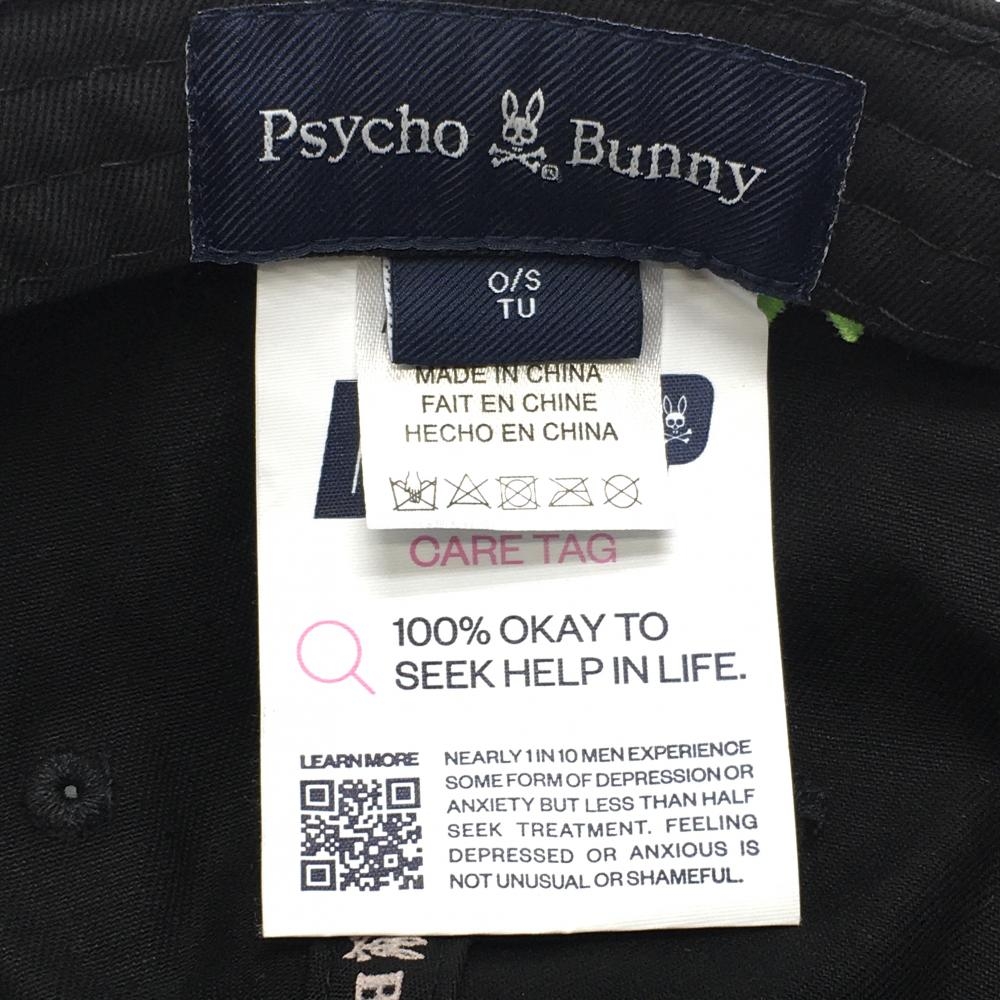 Psycho Bunny
O/S
TU
MADE IN CHINA
FAIT EN CHINE
HECHO EN CHINA
CARE TAG
100% OKAY TO
SEEK HELP IN LIFE.
LEARN MORE
NEARLY 1 IN 10 MEN EXPERIENCE
SOME FORM OF DEPRESSION OR
ANXIETY BUT LESS THAN HALF
SEEK TREATMENT. FEELING
DEPRESSED OR ANXIOUS IS
NOT UNUSUAL OR SHAMEFUL.
B